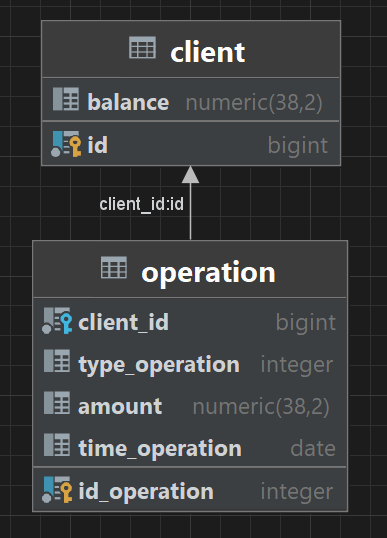 client
balance numeric(38,2)
id bigint
client_id:id
operation
client_id bigint
type_operation integer
amount numeric(38,2)
time_operation date
id_operation integer